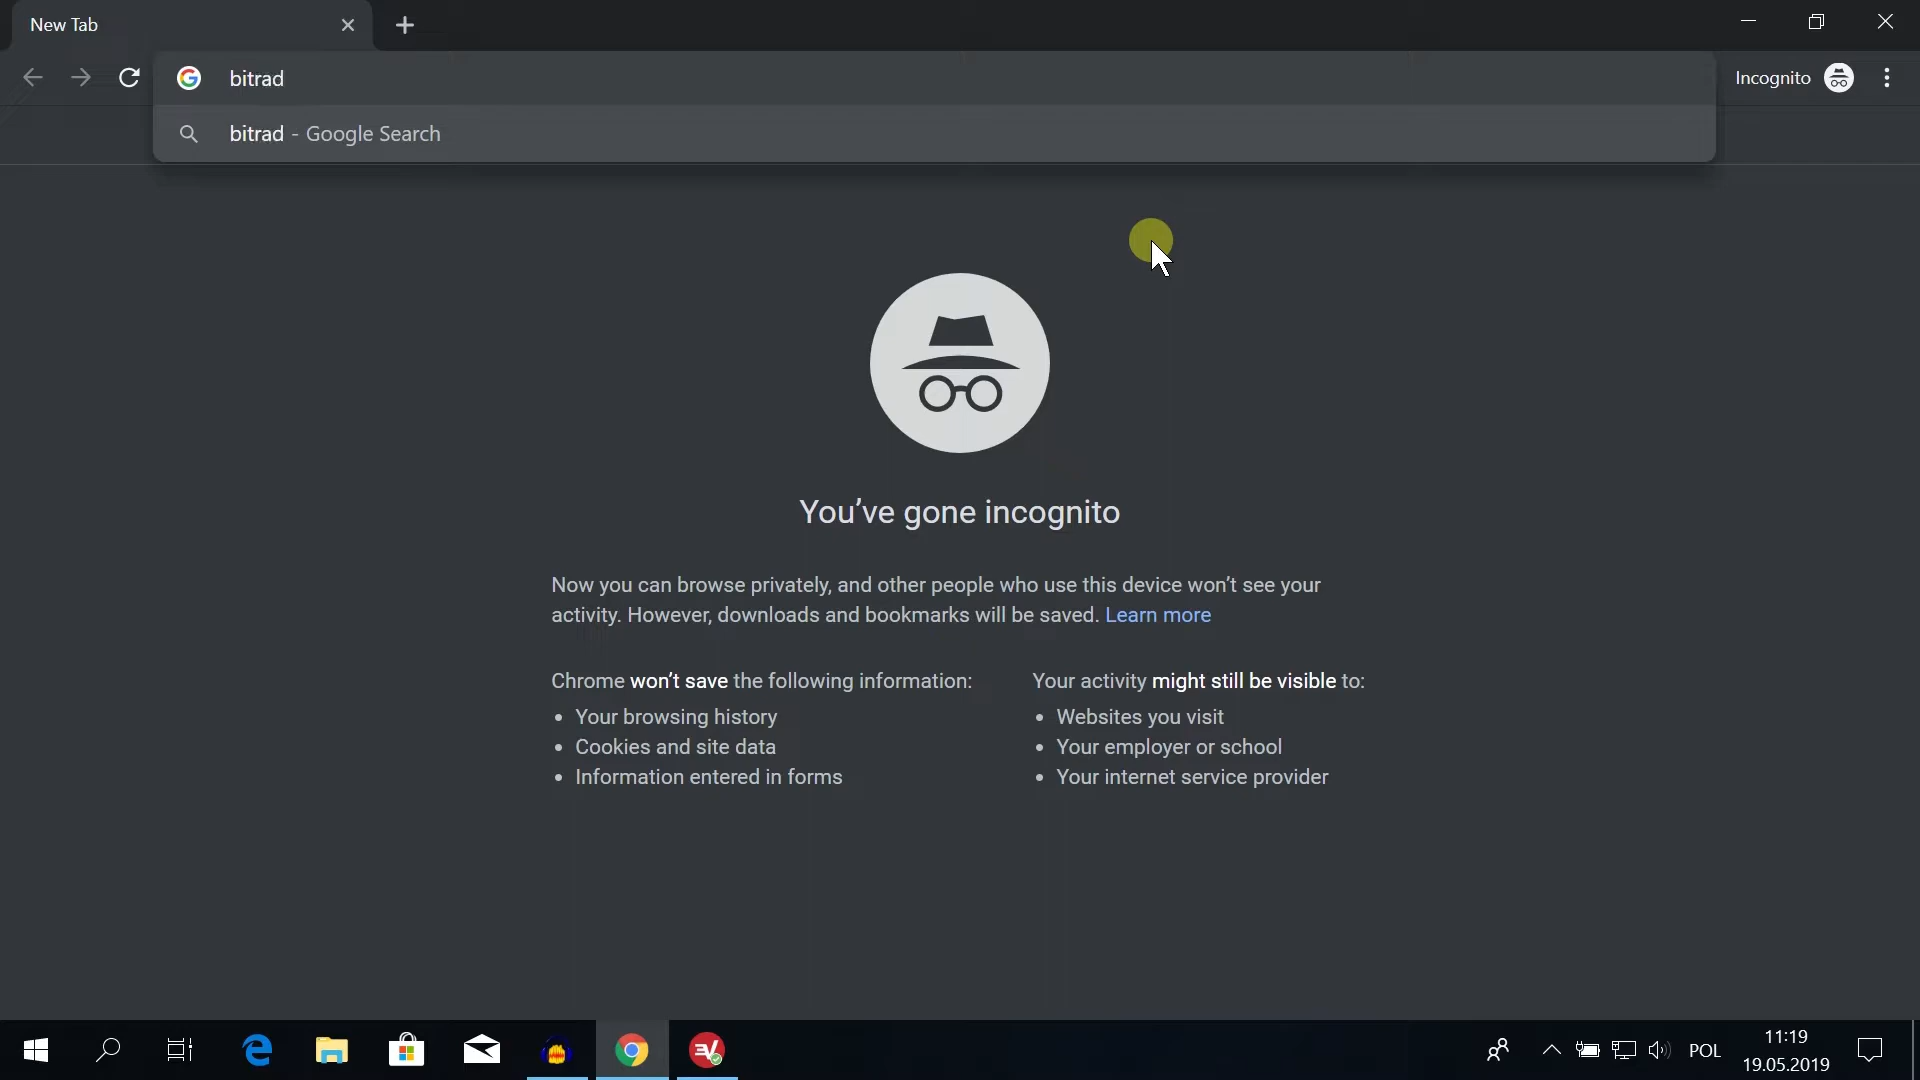 New Tab
bitrad
Incognito
bitrad - Google Search
You've gone incognito
Now you can browse privately, and other people who use this device won't see your
activity. However, downloads and bookmarks will be saved. Learn more
Chrome won't save the following information:
• Your browsing history
• Cookies and site data
• Information entered in forms
Your activity might still be visible to:
• Websites you visit
• Your employer or school
• Your internet service provider
POL
11:19
19.05.2019